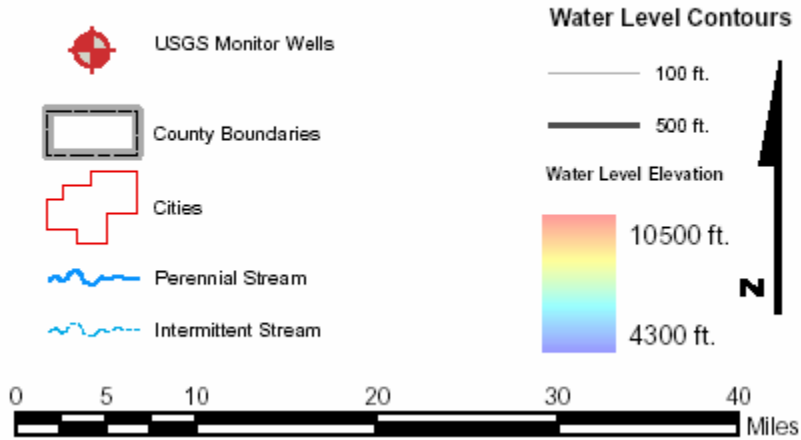 USGS Monitor Wells
County Boundaries
Cities
Perennial Stream
Intermittent Stream
Water Level Contours
100 ft.
500 ft.
Water Level Elevation
10500 ft.
4300 ft.
N
0 5 10 20 30 40
Miles